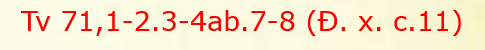 Tv 71,1-2.3-4ab.7-8 (Đ. x. c.11)